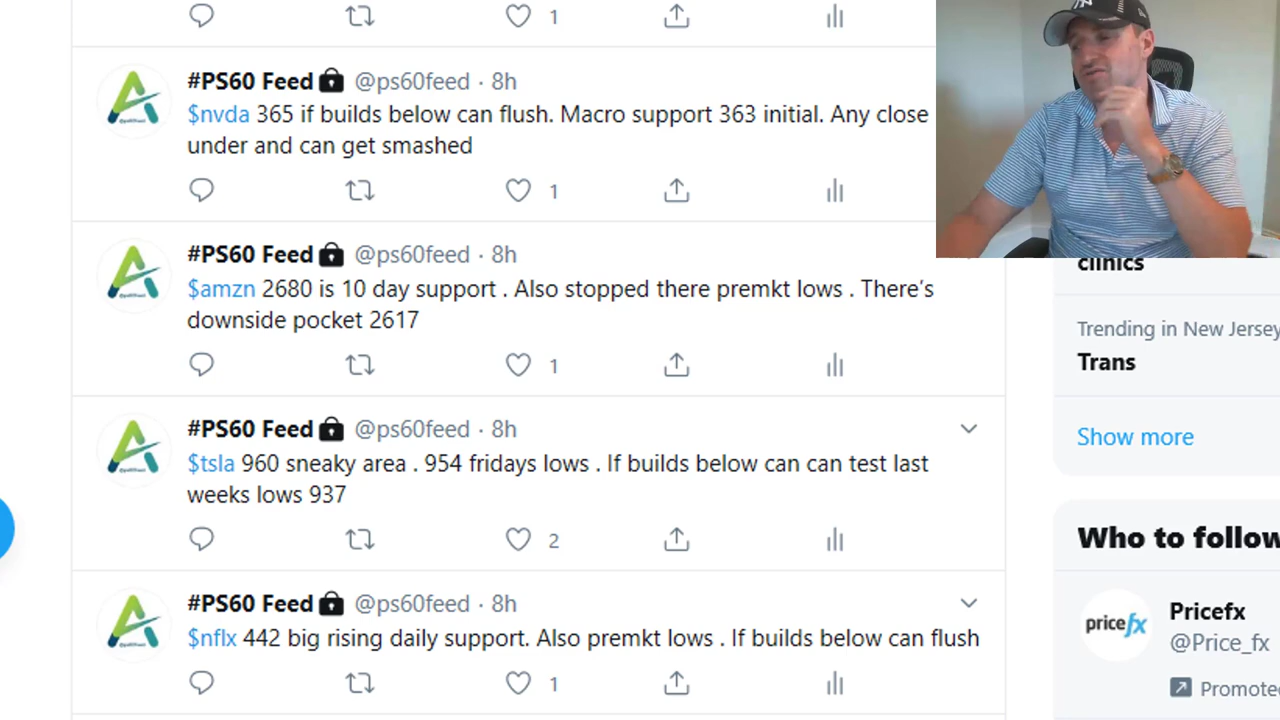 1
#PS60 Feed @ps60feed · 8h
$nvda 365 if builds below can flush. Macro support 363 initial. Any close
under and can get smashed
1
#PS60 Feed @ps60feed · 8h
$amzn 2680 is 10 day support . Also stopped there premkt lows . There's
downside pocket 2617
1
#PS60 Feed @ps60feed · 8h
$tsla 960 sneaky area . 954 fridays lows . If builds below can can test last
weeks lows 937
2
#PS60 Feed @ps60feed · 8h
$nflx 442 big rising daily support. Also premkt lows . If builds below can flush
1
clinics
Trending in New Jersey
Trans
Show more
Who to follow
pricefx
Pricefx
@Price_fx
Promoted